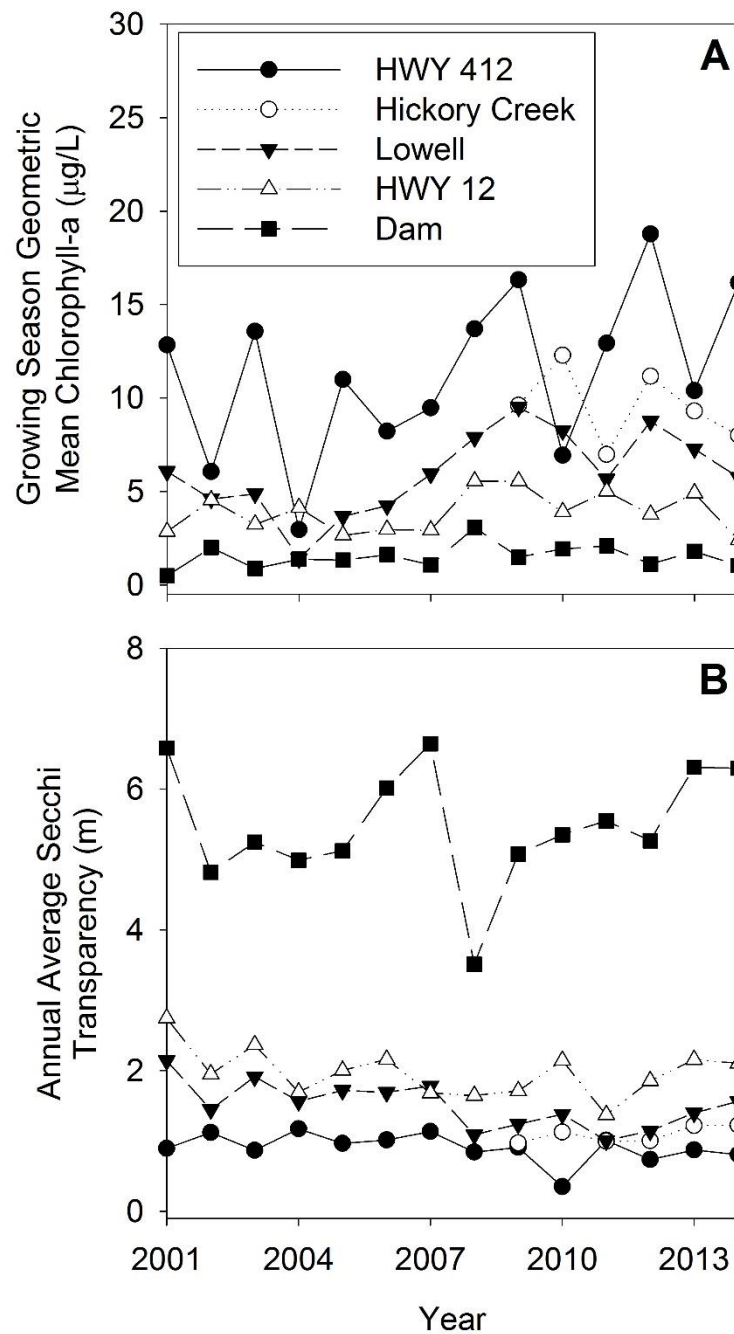 30
25
20
15
10
5
0
Growing Season Geometric
Mean Chlorophyll-a (µg/L)
A
HWY 412
Hickory Creek
Lowell
HWY 12
Dam
8
6
4
2
0
Annual Average Secchi
Transparency (m)
B
2001 2004 2007 2010 2013
Year